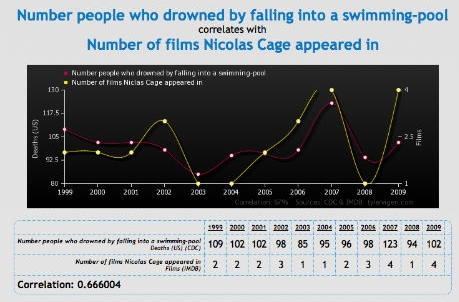 Number people who drowned by falling into a swimming-pool
correlates with
Number of films Nicolas Cage appeared in
Number people who drowned by falling into a swimming-pool
Number of films Niclas Cage appeared in
130
117.5
105
92.5
80
Deaths (US)
4
2.5
1
Films
1999 2000 2001 2002 2003 2004 2005 2006 2007 2008 2009
Correlation: 67% Sources: CDC & IMDB tylervigen.com
1999 2000 2001 2002 2003 2004 2005 2006 2007 2008 2009
Number people who drowned by falling into a swimming-pool
Deaths (US) (CDC)
109 102 102 98 85 95 96 98 123 94 102
Number of films Nicolas Cage appeared in
Films (IMDB)
2 2 2 3 1 1 2 3 4 1 4
Correlation: 0.666004